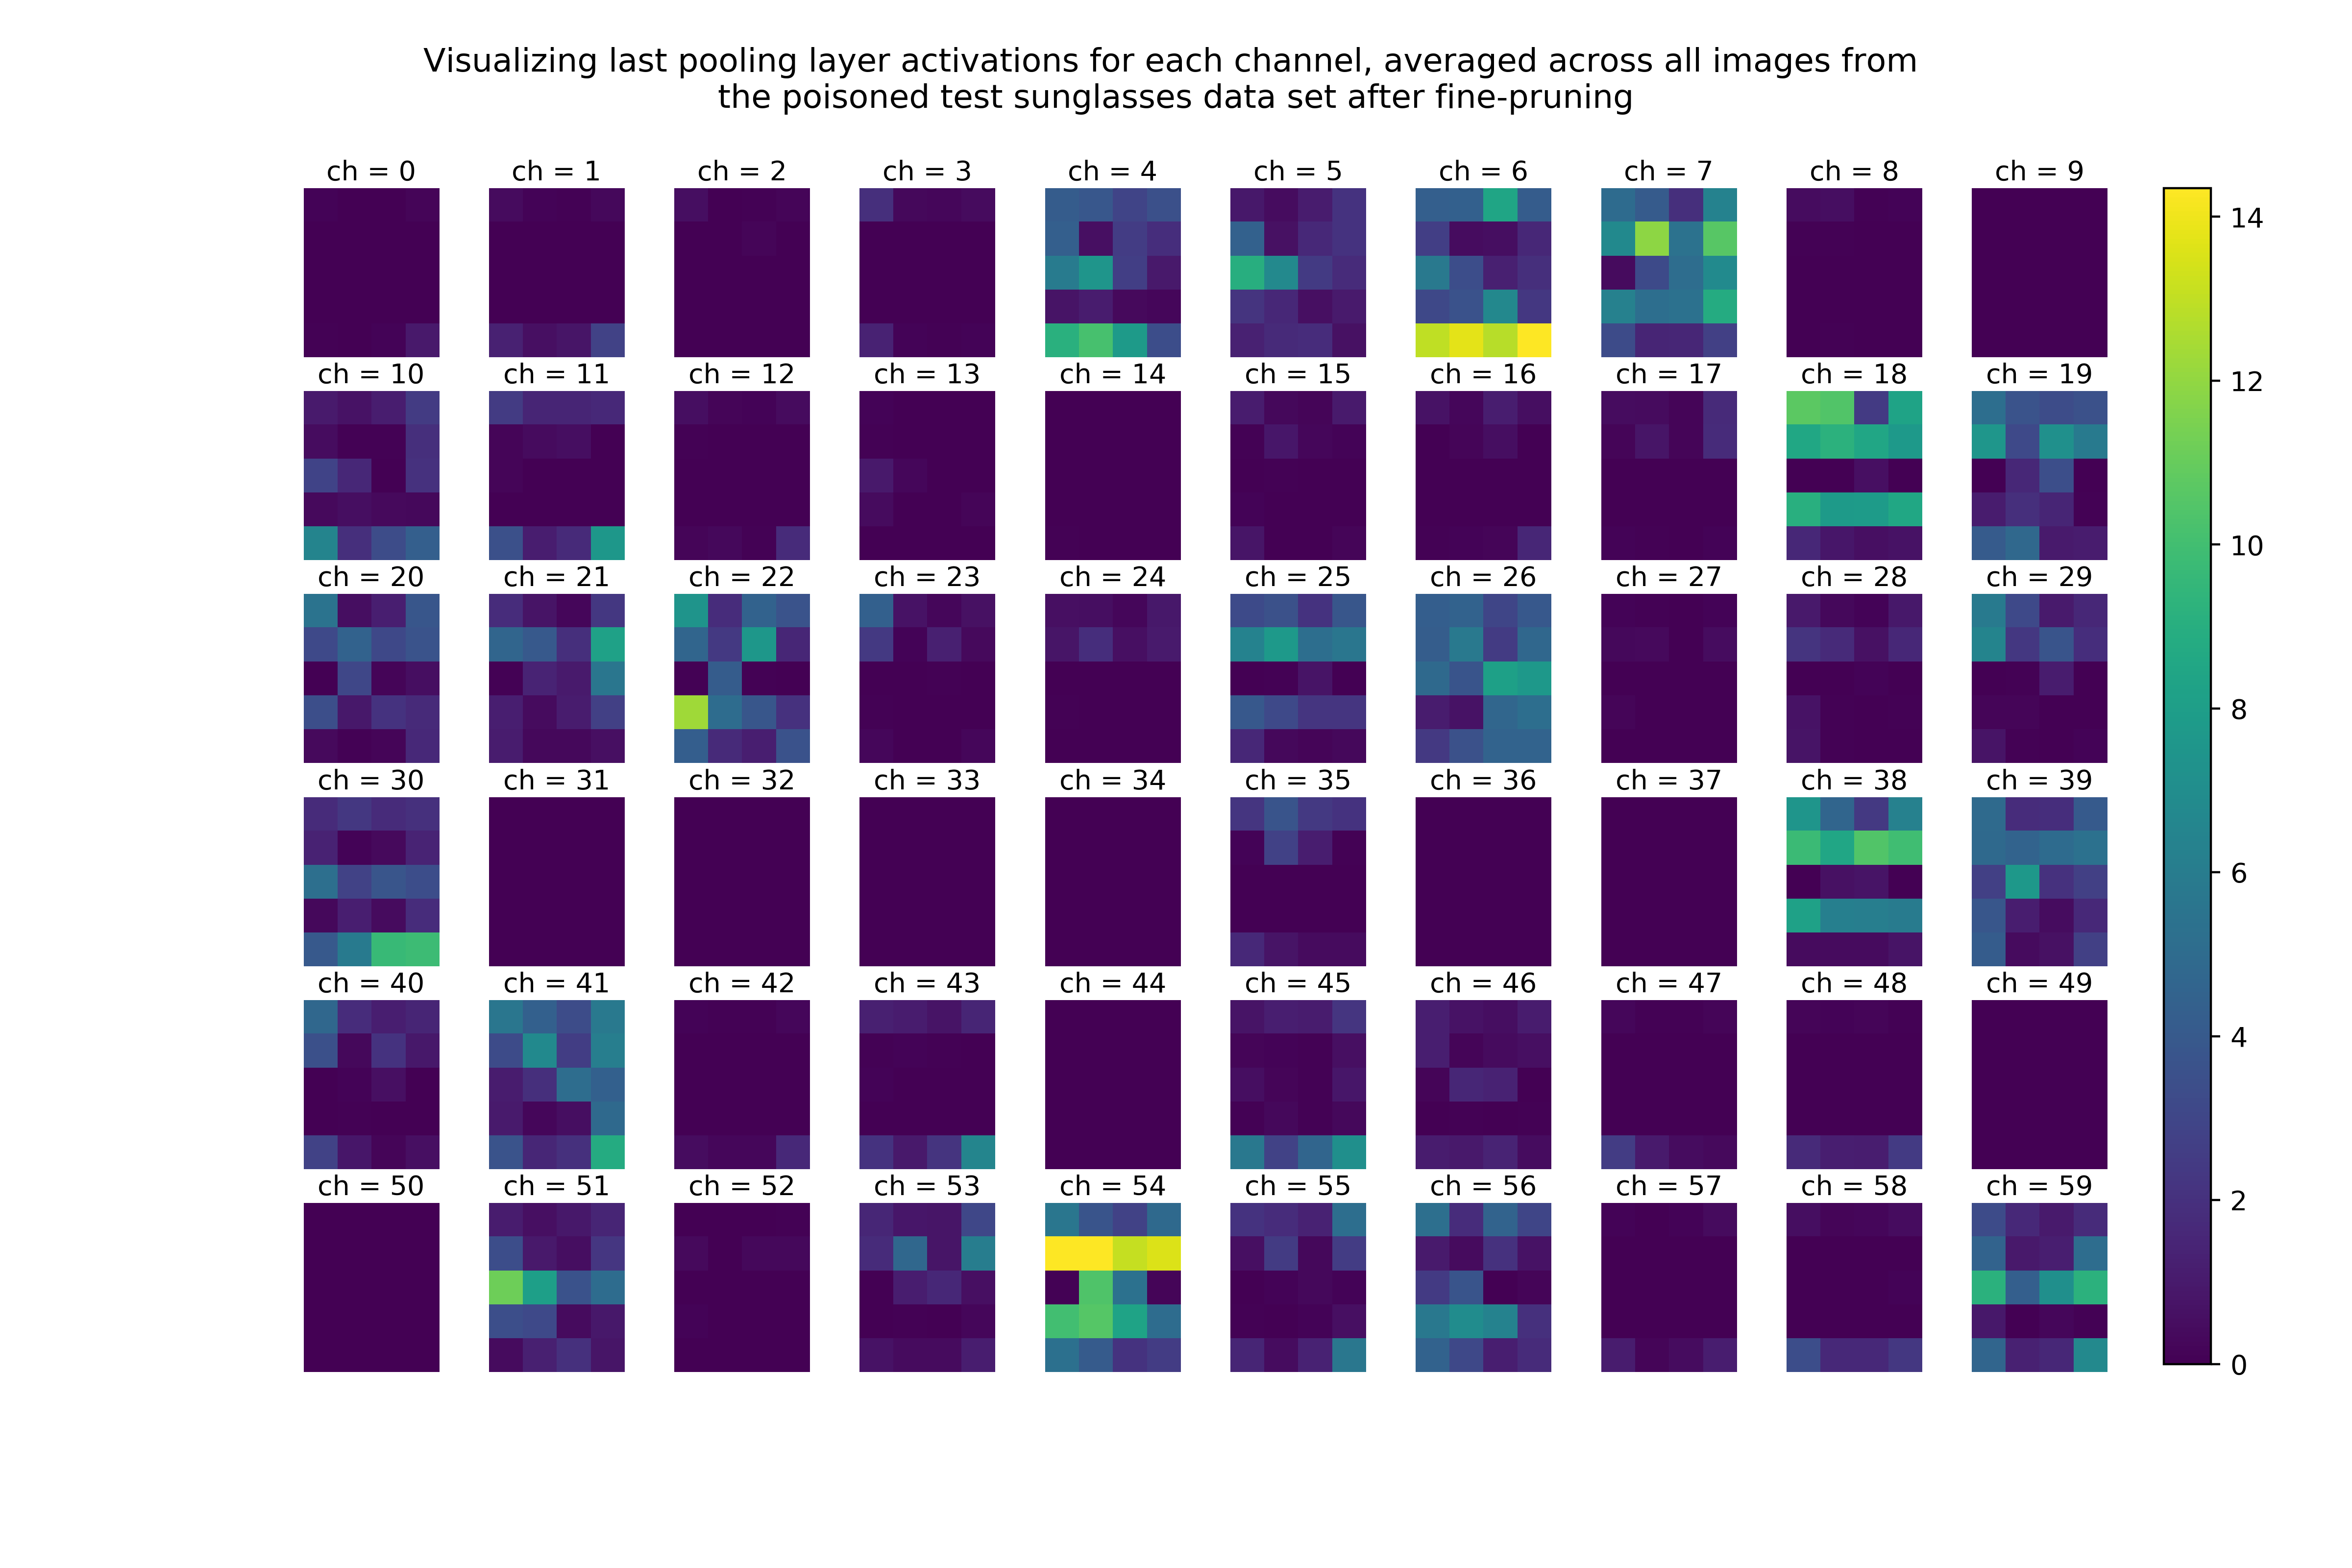 Visualizing last pooling layer activations for each channel, averaged across all images from
the poisoned test sunglasses data set after fine-pruning
ch = 0 ch = 1 ch = 2 ch = 3 ch = 4 ch = 5 ch = 6 ch = 7 ch = 8 ch = 9
ch = 10 ch = 11 ch = 12 ch = 13 ch = 14 ch = 15 ch = 16 ch = 17 ch = 18 ch = 19
ch = 20 ch = 21 ch = 22 ch = 23 ch = 24 ch = 25 ch = 26 ch = 27 ch = 28 ch = 29
ch = 30 ch = 31 ch = 32 ch = 33 ch = 34 ch = 35 ch = 36 ch = 37 ch = 38 ch = 39
ch = 40 ch = 41 ch = 42 ch = 43 ch = 44 ch = 45 ch = 46 ch = 47 ch = 48 ch = 49
ch = 50 ch = 51 ch = 52 ch = 53 ch = 54 ch = 55 ch = 56 ch = 57 ch = 58 ch = 59
14
12
10
8
6
4
2
0